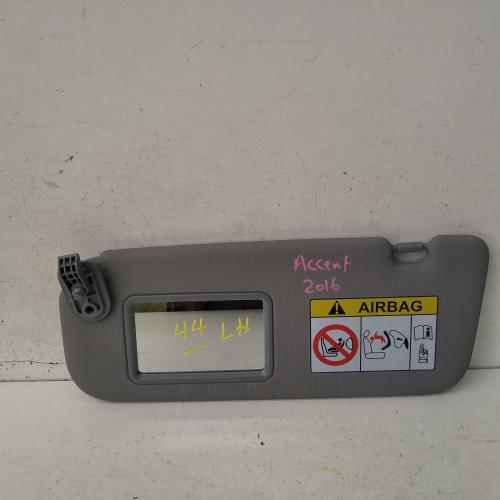 Accent
2016
AIRBAG
44 LH